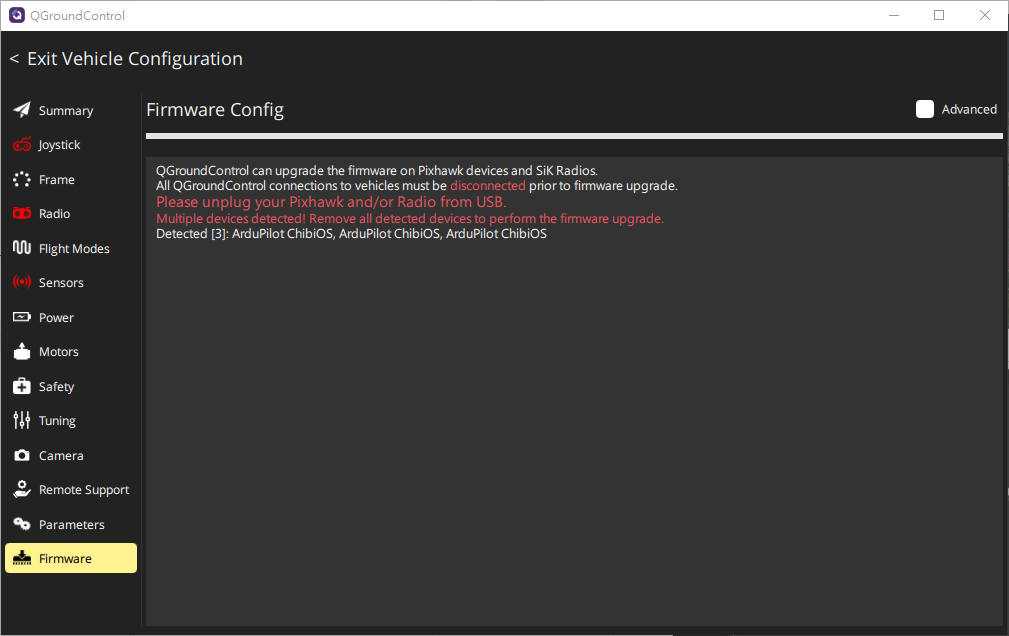 QGroundControl
< Exit Vehicle Configuration
Summary
Joystick
Frame
Radio
Flight Modes
Sensors
Power
Motors
Safety
Tuning
Camera
Remote Support
Parameters
Firmware
Firmware Config
Advanced
QGroundControl can upgrade the firmware on Pixhawk devices and SiK Radios.
All QGroundControl connections to vehicles must be disconnected prior to firmware upgrade.
Please unplug your Pixhawk and/or Radio from USB.
Multiple devices detected! Remove all detected devices to perform the firmware upgrade.
Detected [3]: ArduPilot ChibiOS, ArduPilot ChibiOS, ArduPilot ChibiOS